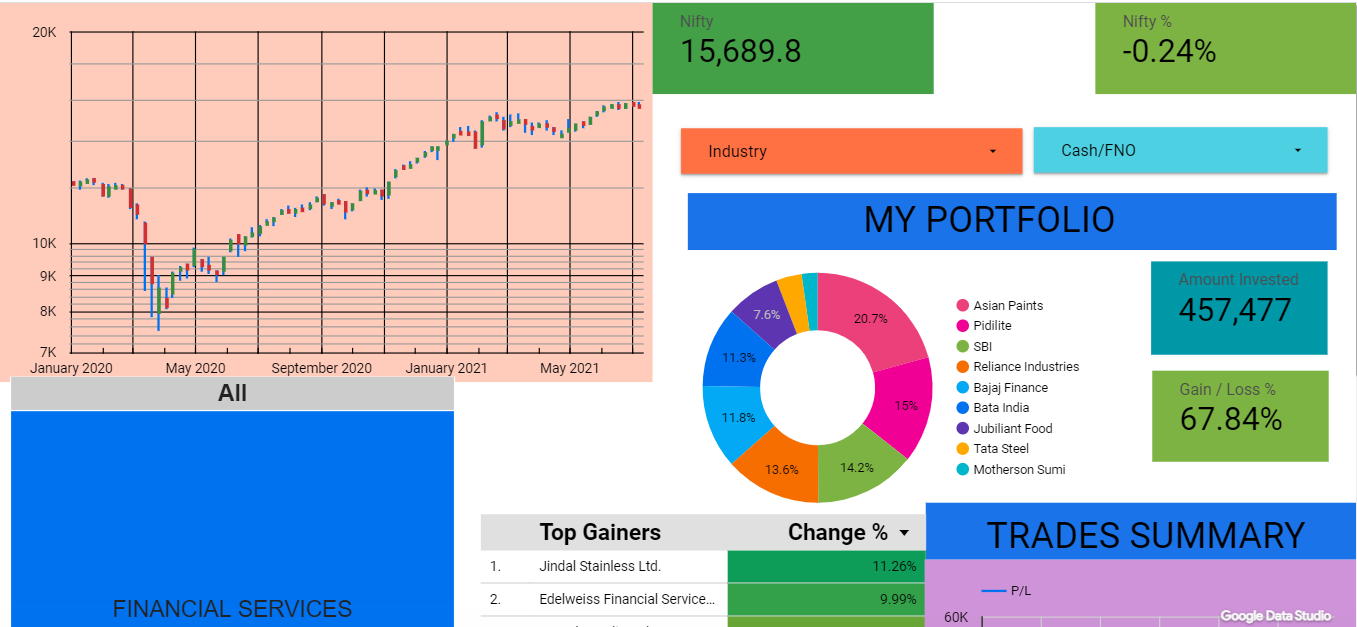 20K
10K
9K
8K
7K
January 2020
May 2020
September 2020
January 2021
May 2021
Nifty
15,689.8
Nifty %
-0.24%
Industry
Cash/FNO
MY PORTFOLIO
20.7%
15%
14.2%
13.6%
11.8%
11.3%
7.6%
Asian Paints
Pidilite
SBI
Reliance Industries
Bajaj Finance
Bata India
Jubiliant Food
Tata Steel
Motherson Sumi
Amount Invested
457,477
Gain / Loss %
67.84%
All
FINANCIAL SERVICES
Top Gainers Change %
1. Jindal Stainless Ltd. 11.26%
2. Edelweiss Financial Service... 9.99%
TRADES SUMMARY
P/L
60K
Google Data Studio